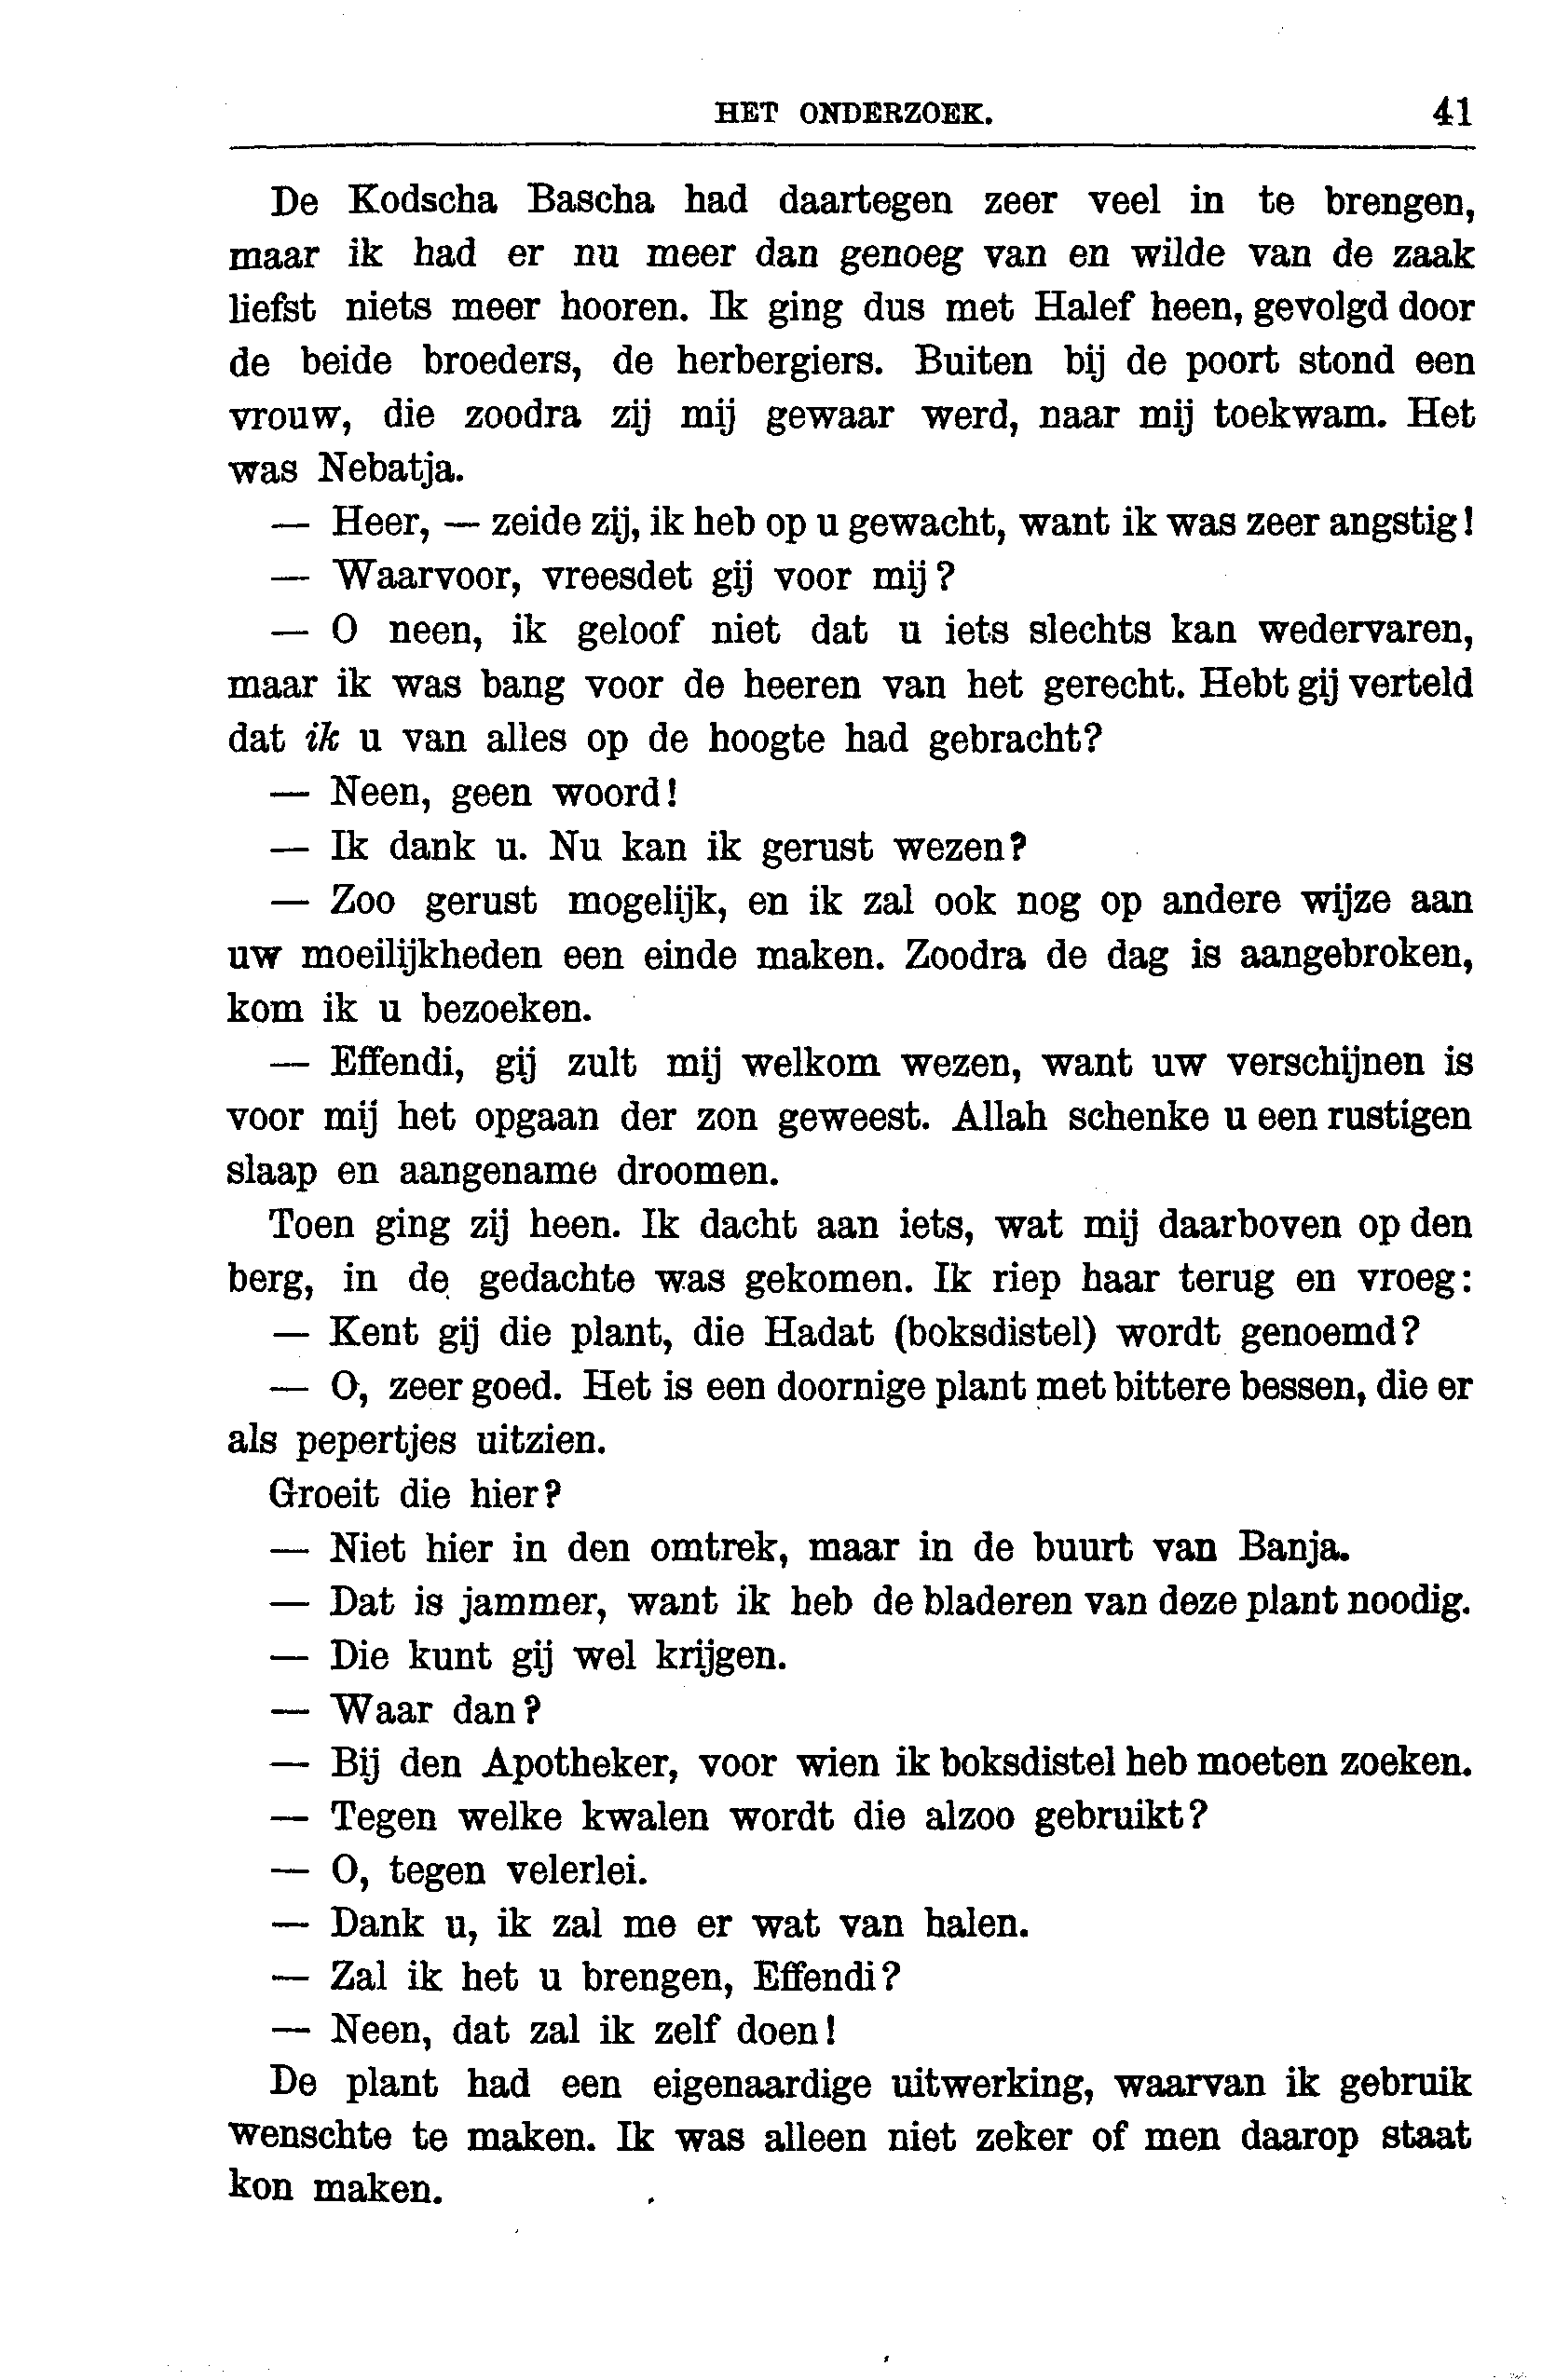 HET ONDERZOEK. 41
De Kodscha Bascha had daartegen zeer veel in te brengen,
maar ik had er nu meer dan genoeg van en wilde van de zaak
liefst niets meer hooren. Ik ging dus met Halef heen, gevolgd door
de beide broeders, de herbergiers. Buiten bij de poort stond een
vrouw, die zoodra zij mij gewaar werd, naar mij toekwam. Het
was Nebatja.
— Heer, — zeide zij, ik heb op u gewacht, want ik was zeer angstig!
— Waarvoor, vreesdet gij voor mij?
— O neen, ik geloof niet dat u iets slechts kan wedervaren,
maar ik was bang voor de heeren van het gerecht. Hebt gij verteld
dat ik u van alles op de hoogte had gebracht?
— Neen, geen woord!
— Ik dank u. Nu kan ik gerust wezen?
— Zoo gerust mogelijk, en ik zal ook nog op andere wijze aan
uw moeilijkheden een einde maken. Zoodra de dag is aangebroken,
kom ik u bezoeken.
— Effendi, gij zult mij welkom wezen, want uw verschijnen is
voor mij het opgaan der zon geweest. Allah schenke u een rustigen
slaap en aangename droomen.
Toen ging zij heen. Ik dacht aan iets, wat mij daarboven op den
berg, in de gedachte was gekomen. Ik riep haar terug en vroeg:
— Kent gij die plant, die Hadat (boksdistel) wordt genoemd?
— O, zeer goed. Het is een doornige plant met bittere bessen, die er
als pepertjes uitzien.
Groeit die hier?
— Niet hier in den omtrek, maar in de buurt van Banja.
— Dat is jammer, want ik heb de bladeren van deze plant noodig.
— Die kunt gij wel krijgen.
— Waar dan?
— Bij den Apotheker, voor wien ik boksdistel heb moeten zoeken.
— Tegen welke kwalen wordt die alzoo gebruikt?
— O, tegen velerlei.
— Dank u, ik zal me er wat van halen.
— Zal ik het u brengen, Effendi?
— Neen, dat zal ik zelf doen!
De plant had een eigenaardige uitwerking, waarvan ik gebruik
wenschte te maken. Ik was alleen niet zeker of men daarop staat
kon maken.